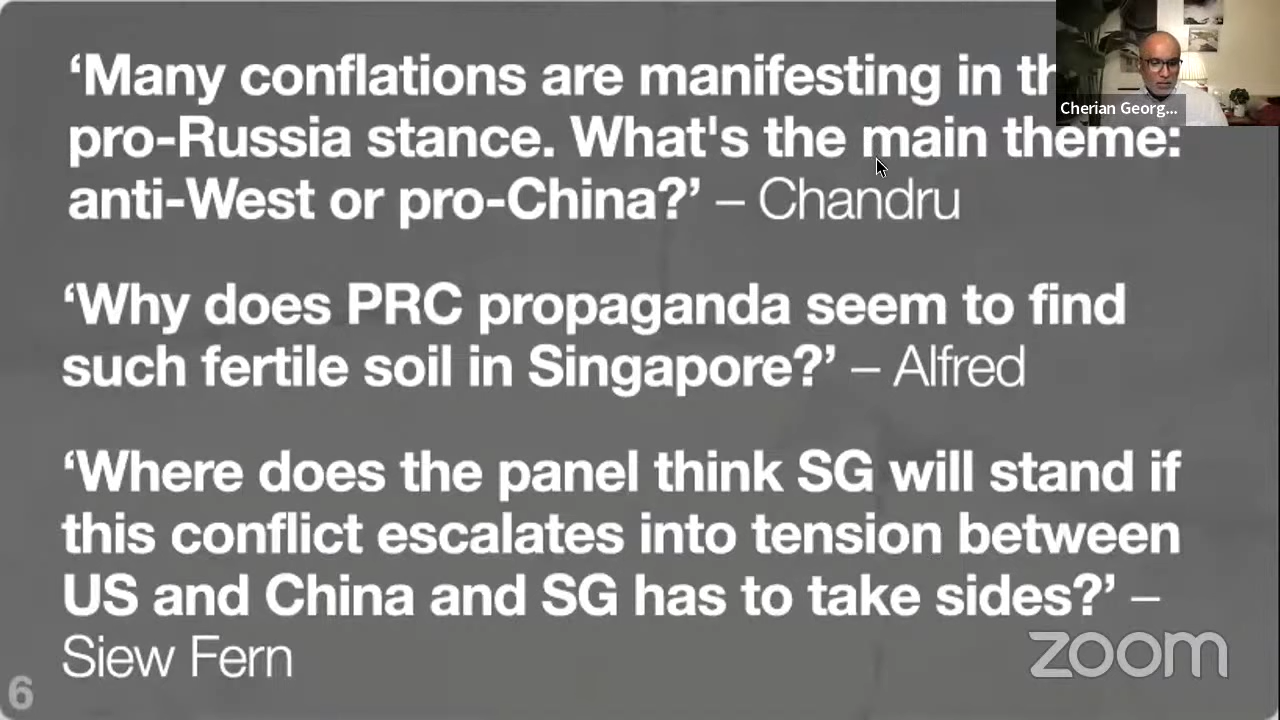 ‘Many conflations are manifesting in
pro-Russia stance. What's the main theme:
anti-West or pro-China?’ – Chandru
‘Why does PRC propaganda seem to find
such fertile soil in Singapore?’ – Alfred
‘Where does the panel think SG will stand if
this conflict escalates into tension between
US and China and SG has to take sides?’ –
Siew Fern
6
Cherian Georg...
zoom